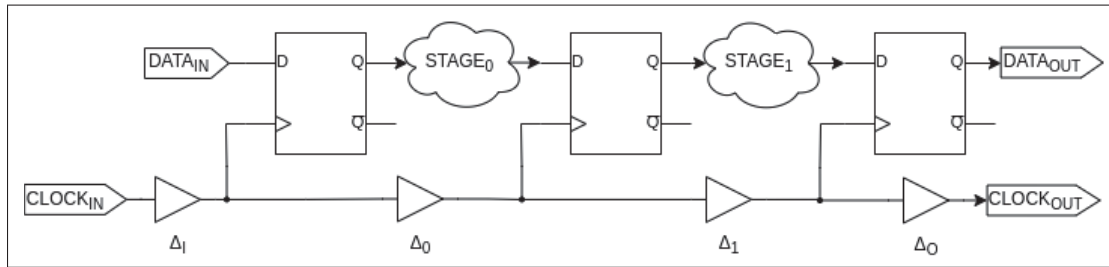 DATA_IN D Q STAGE_0 D Q STAGE_1 D Q DATA_OUT
Q̅ Q̅ Q̅
CLOCK_IN CLOCK_OUT
Δ_I Δ_0 Δ_1 Δ_O